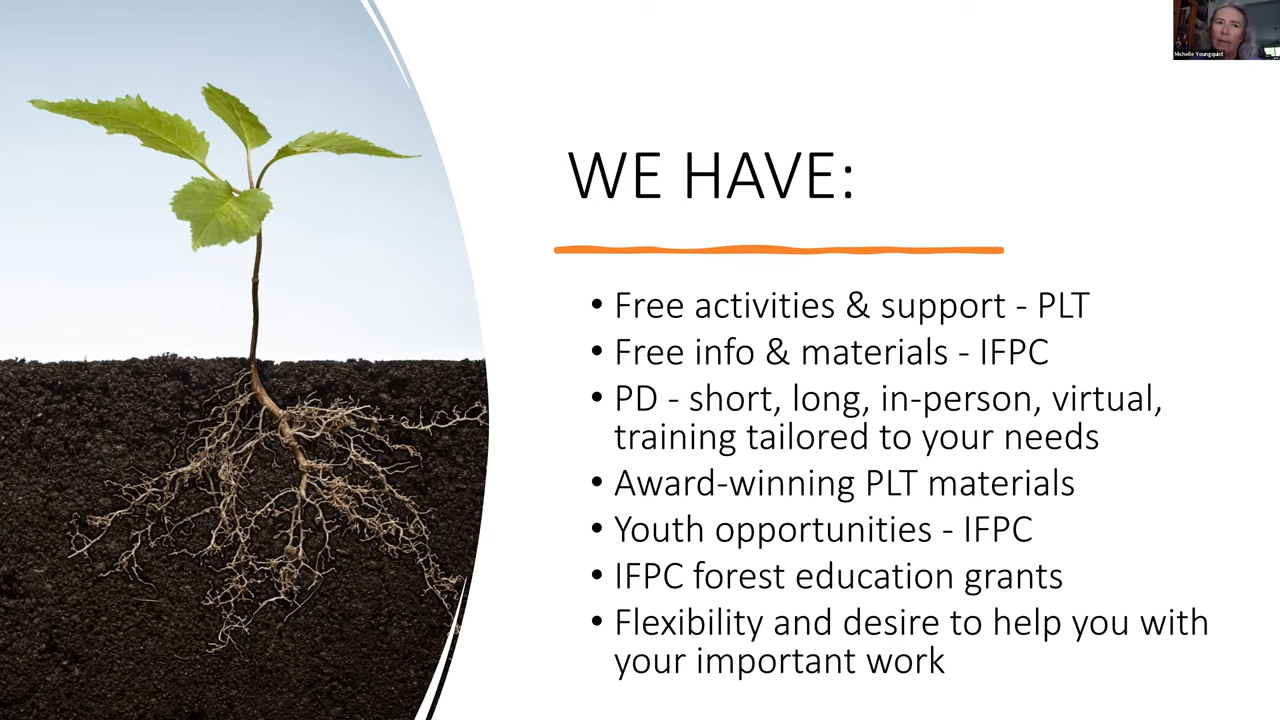 Michelle Youngquist
WE HAVE:
• Free activities & support - PLT
• Free info & materials - IFPC
• PD - short, long, in-person, virtual,
training tailored to your needs
• Award-winning PLT materials
• Youth opportunities - IFPC
• IFPC forest education grants
• Flexibility and desire to help you with
your important work